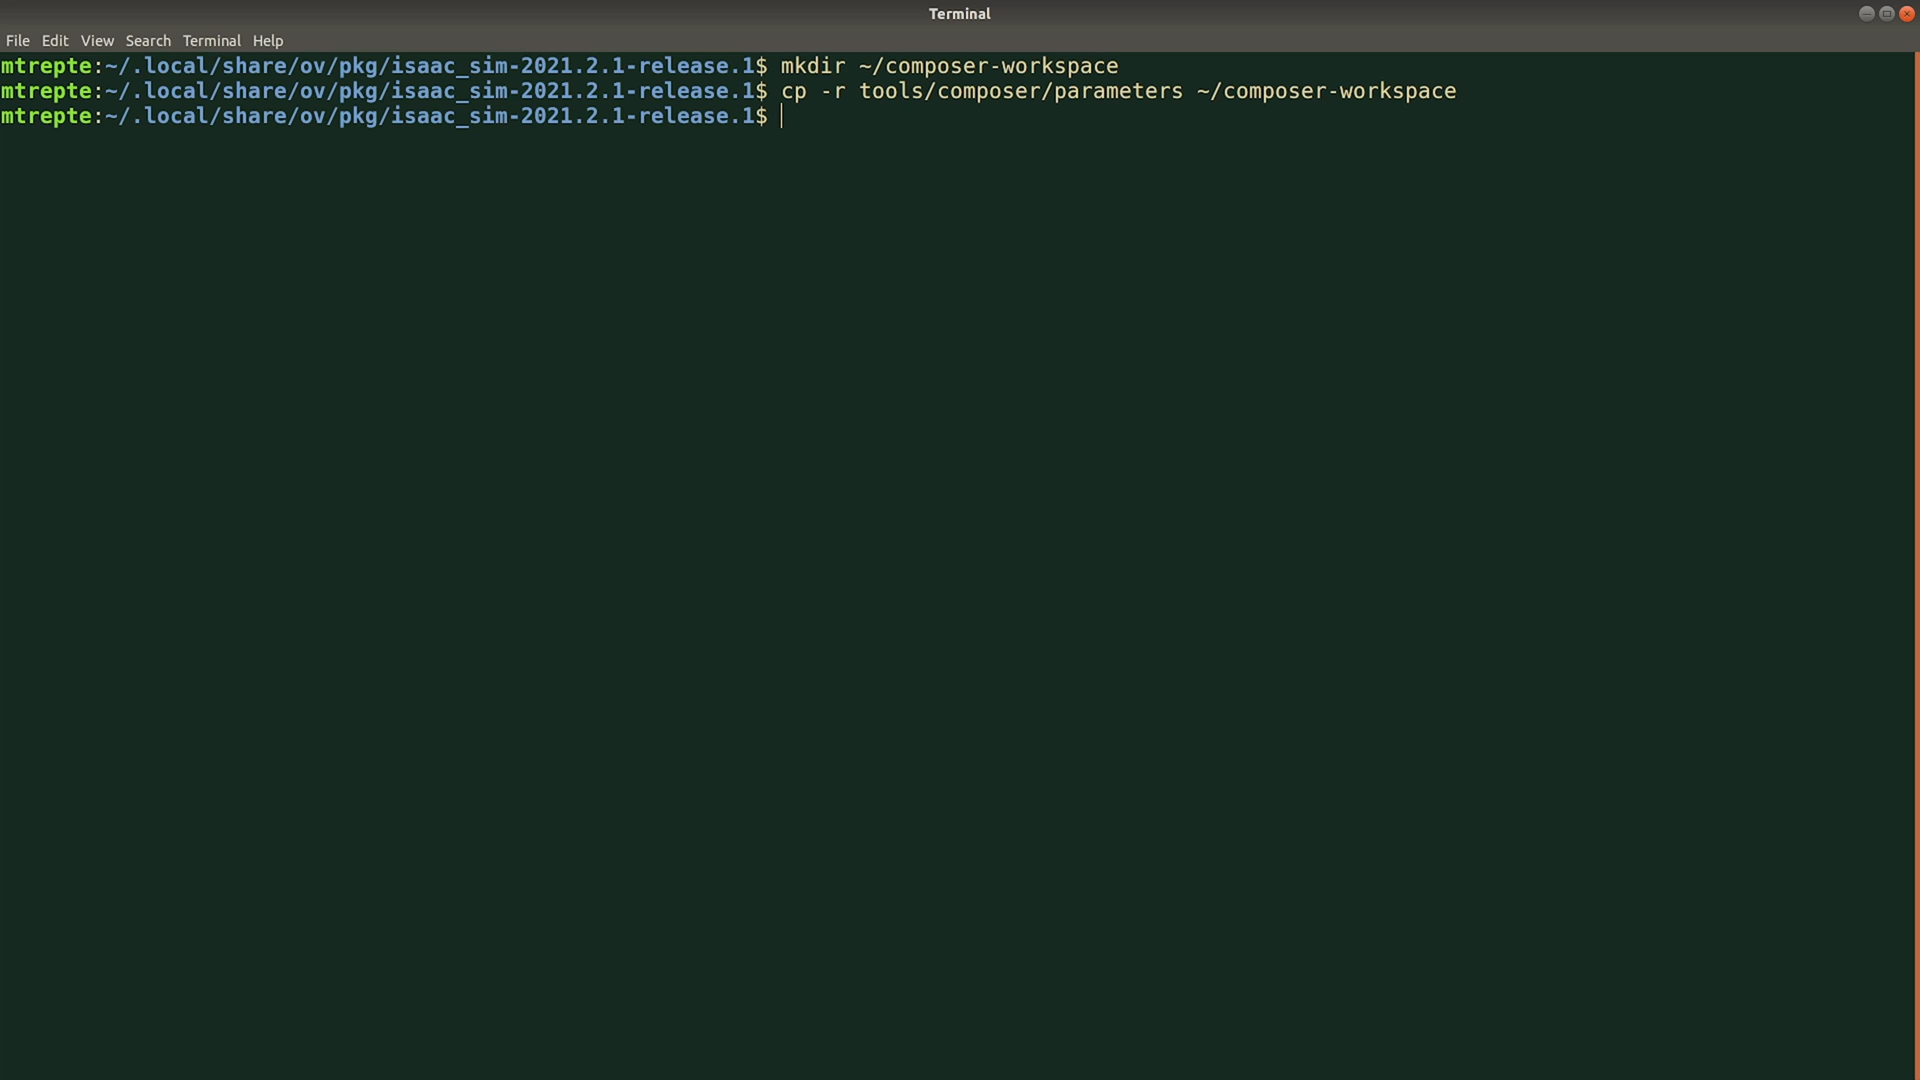 Terminal
File Edit View Search Terminal Help
mtrepte:~/.local/share/ov/pkg/isaac_sim-2021.2.1-release.1$ mkdir ~/composer-workspace
mtrepte:~/.local/share/ov/pkg/isaac_sim-2021.2.1-release.1$ cp -r tools/composer/parameters ~/composer-workspace
mtrepte:~/.local/share/ov/pkg/isaac_sim-2021.2.1-release.1$